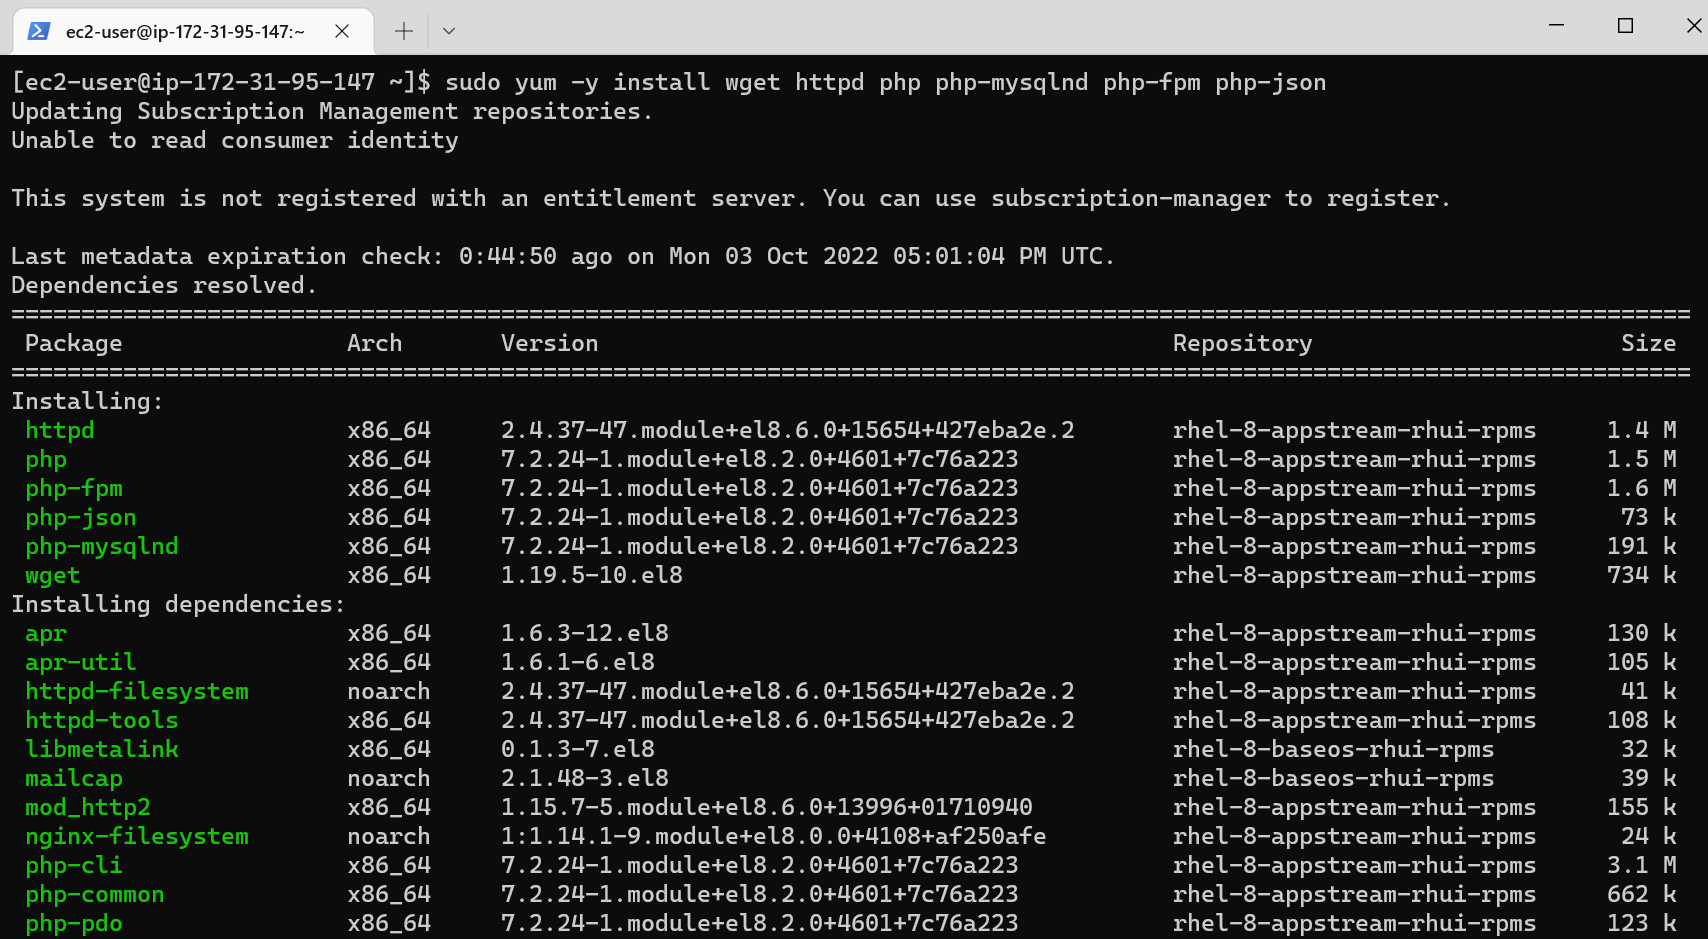 ec2-user@ip-172-31-95-147:~
[ec2-user@ip-172-31-95-147 ~]$ sudo yum -y install wget httpd php php-mysqlnd php-fpm php-json
Updating Subscription Management repositories.
Unable to read consumer identity
This system is not registered with an entitlement server. You can use subscription-manager to register.
Last metadata expiration check: 0:44:50 ago on Mon 03 Oct 2022 05:01:04 PM UTC.
Dependencies resolved.
========================================================================================================================
Package Arch Version Repository Size
========================================================================================================================
Installing:
httpd x86_64 2.4.37-47.module+el8.6.0+15654+427eba2e.2 rhel-8-appstream-rhui-rpms 1.4 M
php x86_64 7.2.24-1.module+el8.2.0+4601+7c76a223 rhel-8-appstream-rhui-rpms 1.5 M
php-fpm x86_64 7.2.24-1.module+el8.2.0+4601+7c76a223 rhel-8-appstream-rhui-rpms 1.6 M
php-json x86_64 7.2.24-1.module+el8.2.0+4601+7c76a223 rhel-8-appstream-rhui-rpms 73 k
php-mysqlnd x86_64 7.2.24-1.module+el8.2.0+4601+7c76a223 rhel-8-appstream-rhui-rpms 191 k
wget x86_64 1.19.5-10.el8 rhel-8-appstream-rhui-rpms 734 k
Installing dependencies:
apr x86_64 1.6.3-12.el8 rhel-8-appstream-rhui-rpms 130 k
apr-util x86_64 1.6.1-6.el8 rhel-8-appstream-rhui-rpms 105 k
httpd-filesystem noarch 2.4.37-47.module+el8.6.0+15654+427eba2e.2 rhel-8-appstream-rhui-rpms 41 k
httpd-tools x86_64 2.4.37-47.module+el8.6.0+15654+427eba2e.2 rhel-8-appstream-rhui-rpms 108 k
libmetalink x86_64 0.1.3-7.el8 rhel-8-baseos-rhui-rpms 32 k
mailcap noarch 2.1.48-3.el8 rhel-8-baseos-rhui-rpms 39 k
mod_http2 x86_64 1.15.7-5.module+el8.6.0+13996+01710940 rhel-8-appstream-rhui-rpms 155 k
nginx-filesystem noarch 1:1.14.1-9.module+el8.0.0+4108+af250afe rhel-8-appstream-rhui-rpms 24 k
php-cli x86_64 7.2.24-1.module+el8.2.0+4601+7c76a223 rhel-8-appstream-rhui-rpms 3.1 M
php-common x86_64 7.2.24-1.module+el8.2.0+4601+7c76a223 rhel-8-appstream-rhui-rpms 662 k
php-pdo x86_64 7.2.24-1.module+el8.2.0+4601+7c76a223 rhel-8-appstream-rhui-rpms 123 k